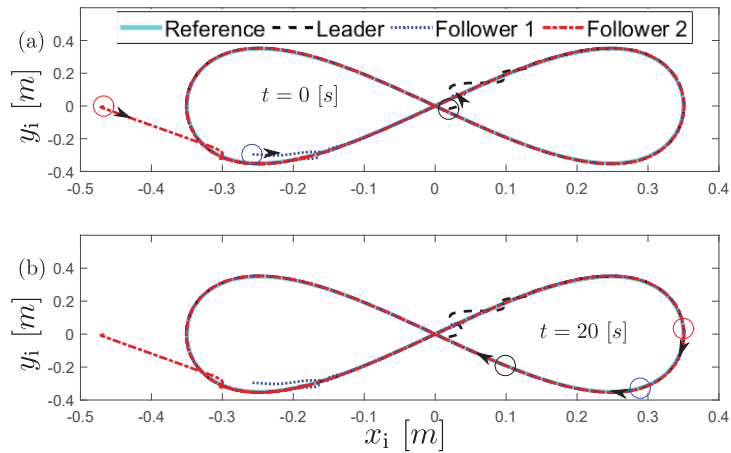 (a)
Reference Leader Follower 1 Follower 2
0.4
0.2
0
-0.2
-0.4
y_i [m]
t = 0 [s]
-0.5 -0.4 -0.3 -0.2 -0.1 0 0.1 0.2 0.3 0.4
(b)
0.4
0.2
0
-0.2
-0.4
y_i [m]
t = 20 [s]
-0.5 -0.4 -0.3 -0.2 -0.1 0 0.1 0.2 0.3 0.4
x_i [m]